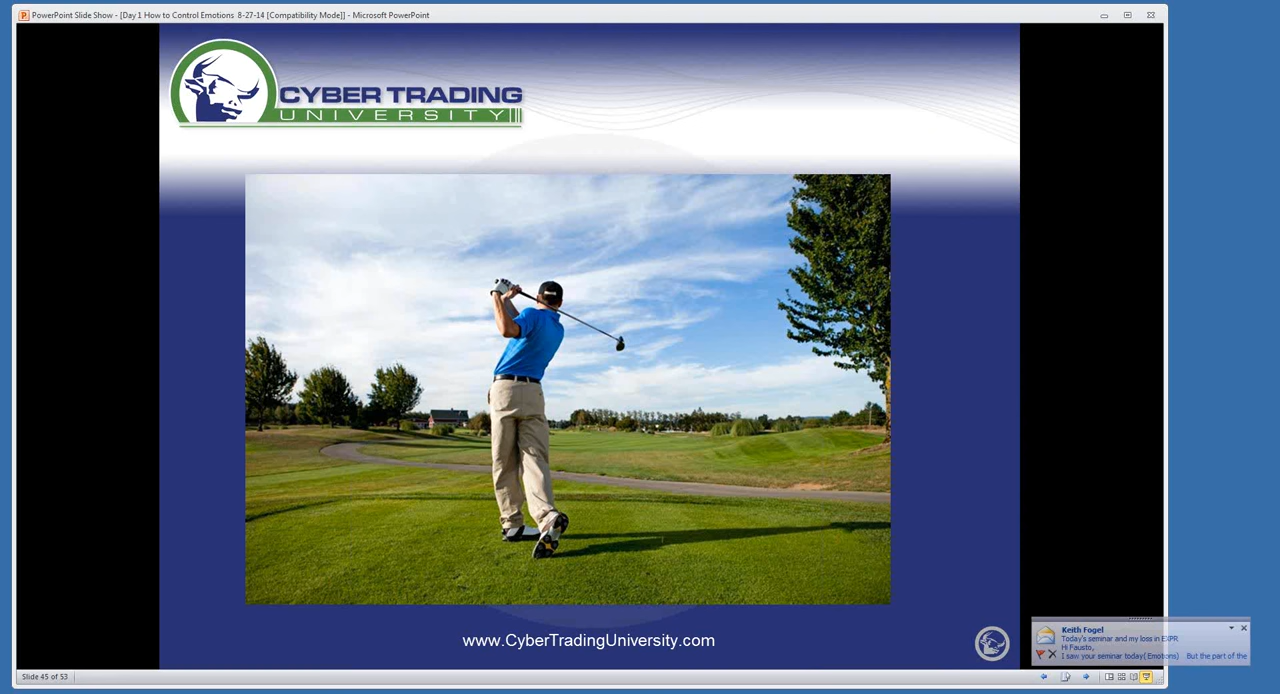 PowerPoint Slide Show - [Day 1 How to Control Emotions 8-27-14 [Compatibility Mode]] - Microsoft PowerPoint
CYBER TRADING
UNIVERSITY
www.CyberTradingUniversity.com
Keith Fogel
Today's seminar and my loss in EXPR
Hi Fausto,
I saw your seminar today( Emotions) But the part of the
Slide 45 of 53